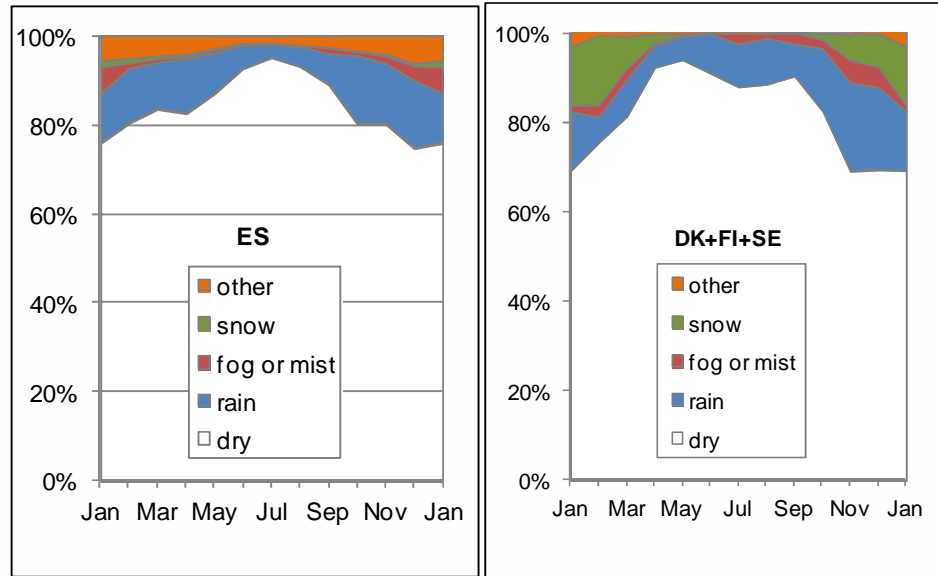 100%
80%
60%
40%
20%
0%
ES
other
snow
fog or mist
rain
dry
Jan Mar May Jul Sep Nov Jan
100%
80%
60%
40%
20%
0%
DK+FI+SE
other
snow
fog or mist
rain
dry
Jan Mar May Jul Sep Nov Jan